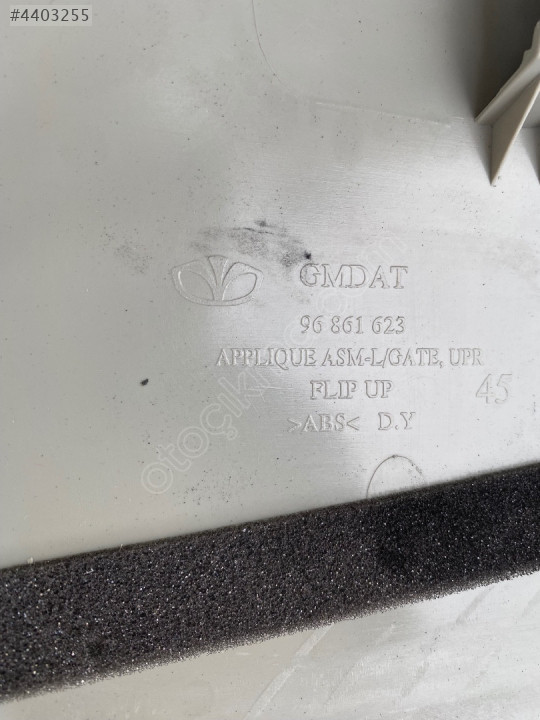 #4403255
GMDAT
96 861 623
APPLIQUE ASM-L/GATE, UPR
FLIP UP
45
>ABS< D.Y